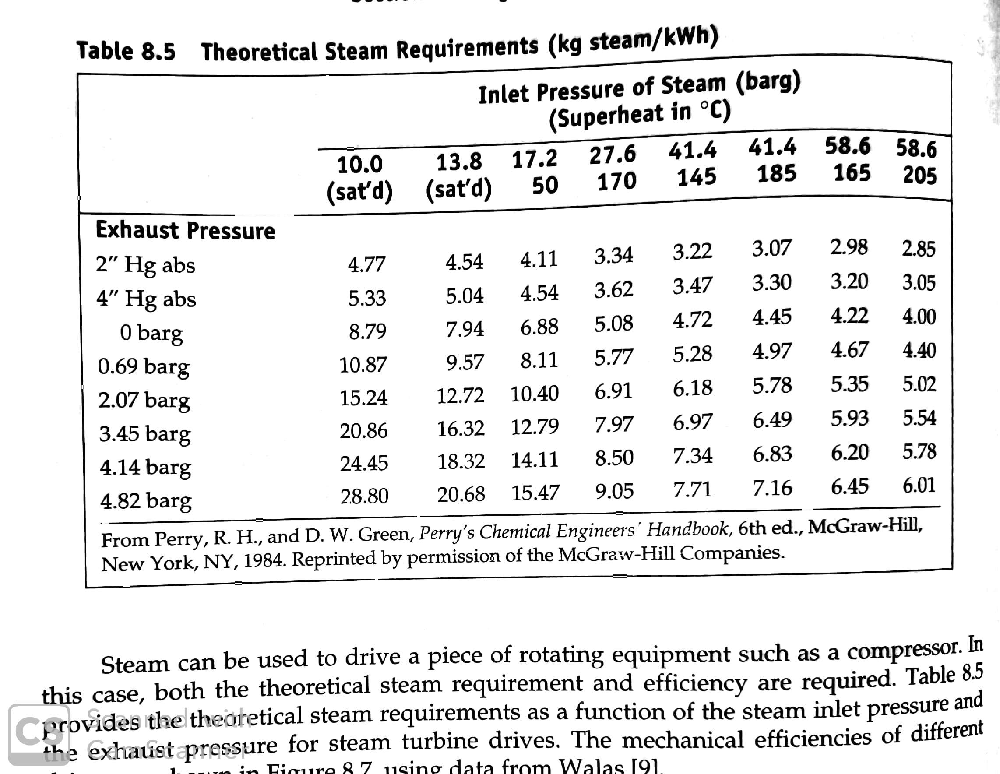 Table 8.5 Theoretical Steam Requirements (kg steam/kWh)
Inlet Pressure of Steam (barg)
(Superheat in °C)
10.0 13.8 17.2 27.6 41.4 41.4 58.6 58.6
(sat’d) (sat’d) 50 170 145 185 165 205
Exhaust Pressure
2″ Hg abs 4.77 4.54 4.11 3.34 3.22 3.07 2.98 2.85
4″ Hg abs 5.33 5.04 4.54 3.62 3.47 3.30 3.20 3.05
0 barg 8.79 7.94 6.88 5.08 4.72 4.45 4.22 4.00
0.69 barg 10.87 9.57 8.11 5.77 5.28 4.97 4.67 4.40
2.07 barg 15.24 12.72 10.40 6.91 6.18 5.78 5.35 5.02
3.45 barg 20.86 16.32 12.79 7.97 6.97 6.49 5.93 5.54
4.14 barg 24.45 18.32 14.11 8.50 7.34 6.83 6.20 5.78
4.82 barg 28.80 20.68 15.47 9.05 7.71 7.16 6.45 6.01
From Perry, R. H., and D. W. Green, Perry’s Chemical Engineers’ Handbook, 6th ed., McGraw-Hill,
New York, NY, 1984. Reprinted by permission of the McGraw-Hill Companies.
Steam can be used to drive a piece of rotating equipment such as a compressor. In
this case, both the theoretical steam requirement and efficiency are required. Table 8.5
provides the theoretical steam requirements as a function of the steam inlet pressure and
the exhaust pressure for steam turbine drives. The mechanical efficiencies of different
in Figure 8.7, using data from Walas [9].
CS Scanned with
CamScanner